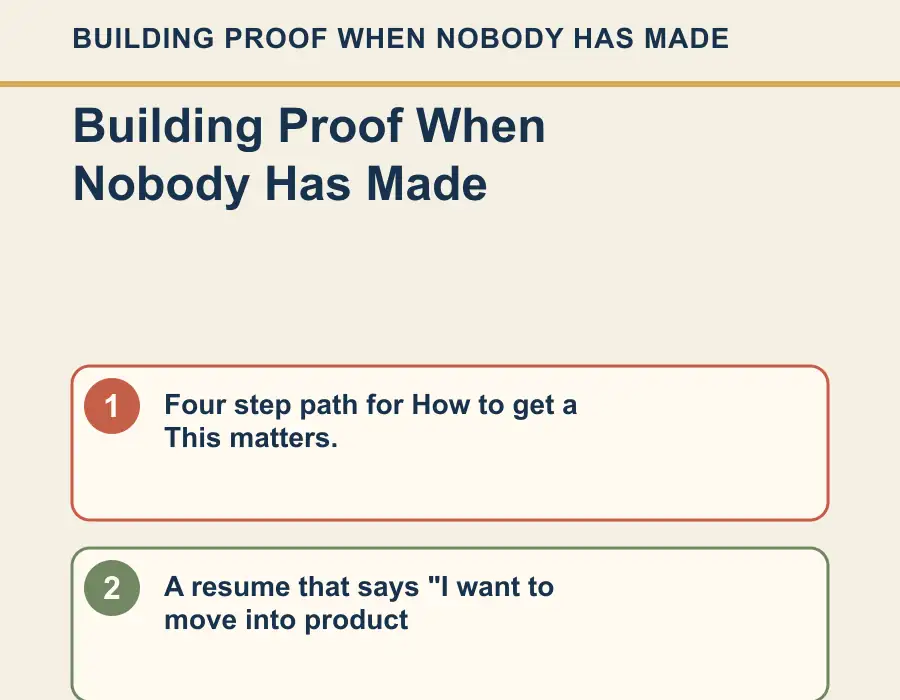 BUILDING PROOF WHEN NOBODY HAS MADE
Building Proof When
Nobody Has Made
1
Four step path for How to get a
This matters.
2
A resume that says "I want to
move into product